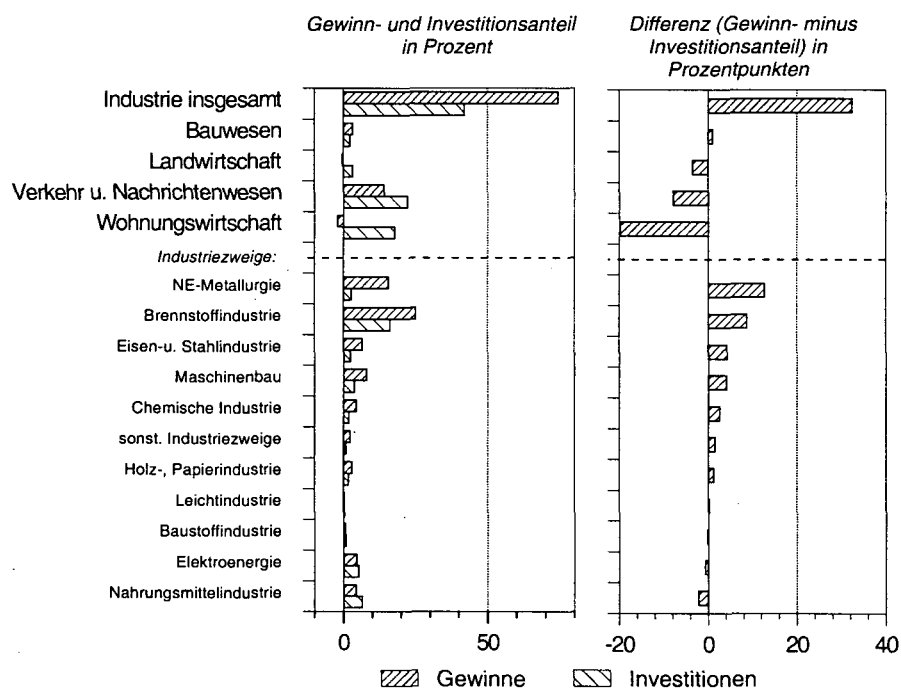 Gewinn- und Investitionsanteil
in Prozent
Differenz (Gewinn- minus
Investitionsanteil) in
Prozentpunkten
Industrie insgesamt
Bauwesen
Landwirtschaft
Verkehr u. Nachrichtenwesen
Wohnungswirtschaft
Industriezweige:
NE-Metallurgie
Brennstoffindustrie
Eisen-u. Stahlindustrie
Maschinenbau
Chemische Industrie
sonst. Industriezweige
Holz-, Papierindustrie
Leichtindustrie
Baustoffindustrie
Elektroenergie
Nahrungsmittelindustrie
0 50
-20 0 20 40
Gewinne Investitionen